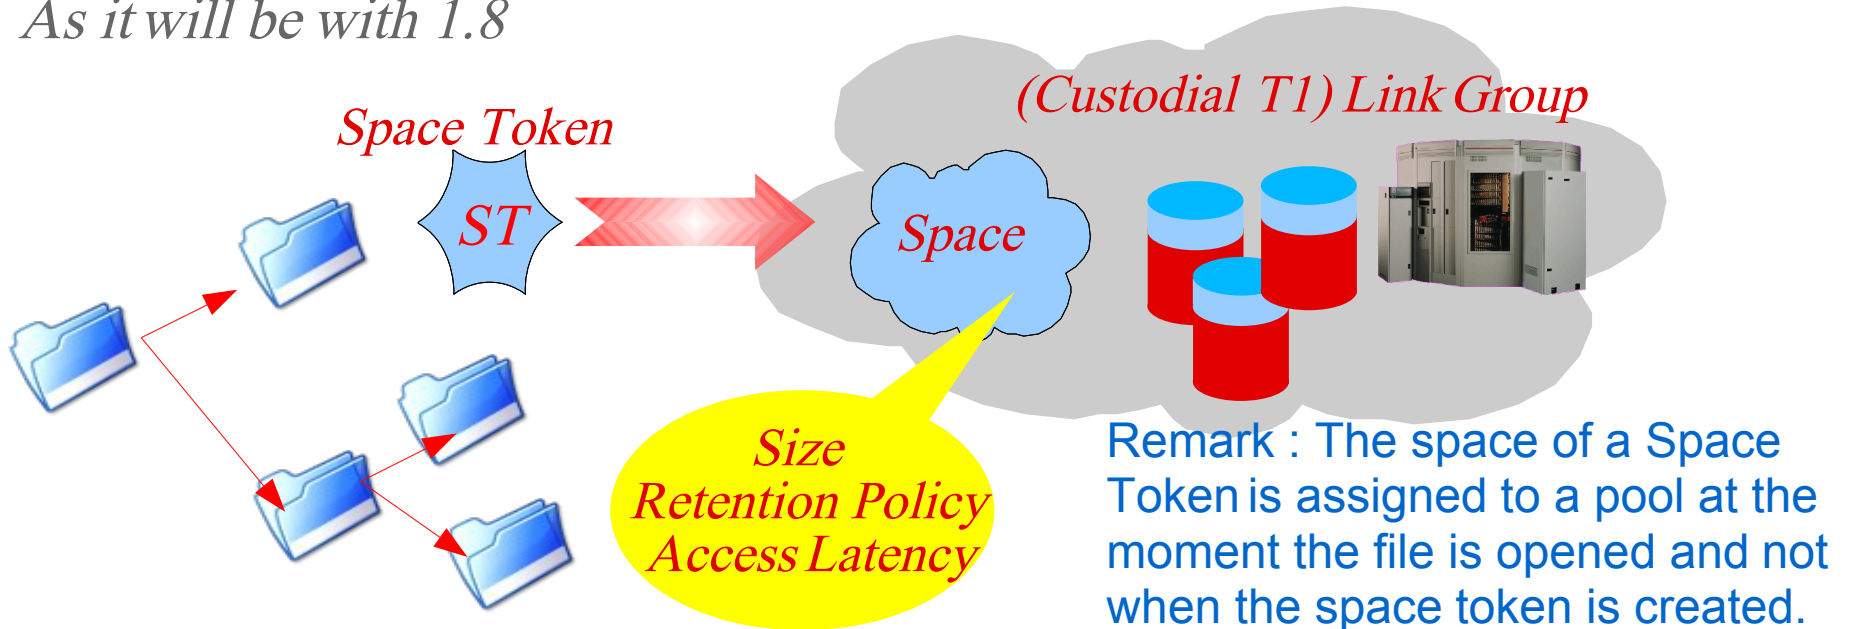 As it will be with 1.8
(Custodial T1) Link Group
Space Token
ST
Space
Size
Retention Policy
Access Latency
Remark : The space of a Space
Token is assigned to a pool at the
moment the file is opened and not
when the space token is created.